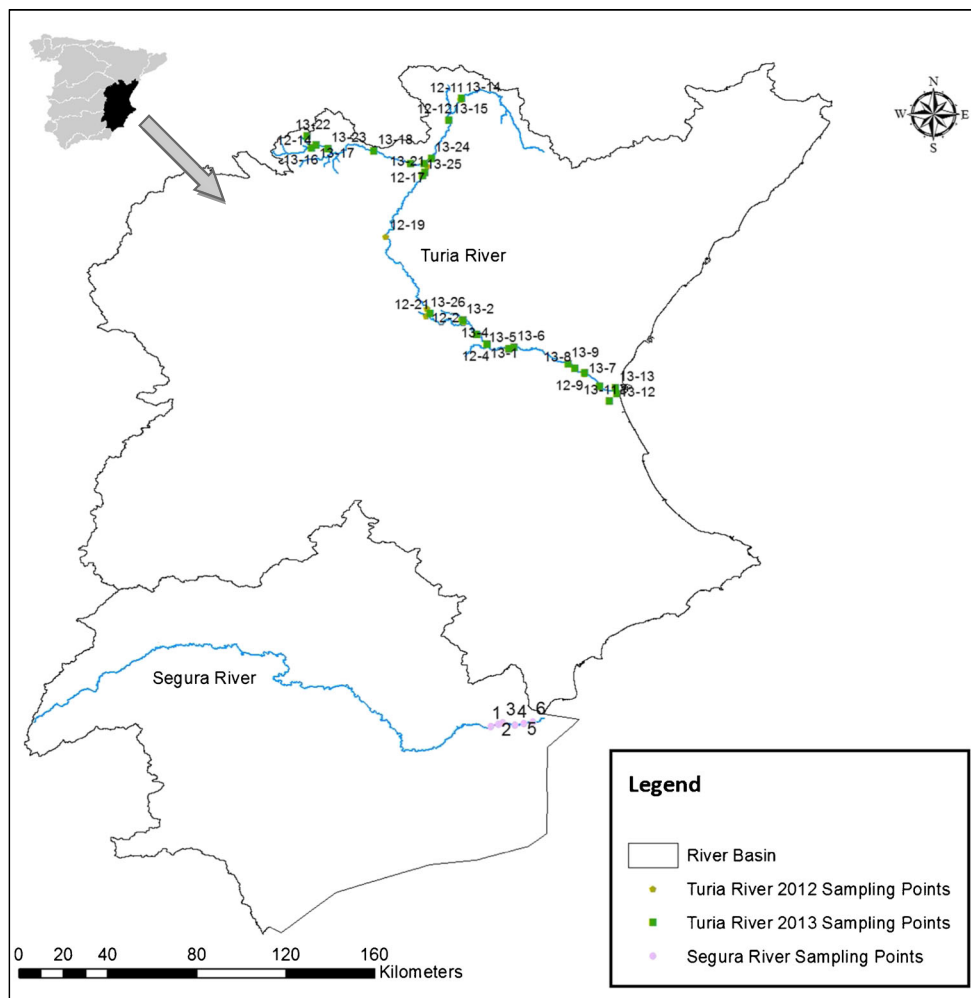 N
W E
S
12-11 13-14
12-12 13-15
13-22
12-14 13-23 13-18
13-16 13-17
13-24
13-21 13-25
12-17
12-19
Turia River
12-21 13-26
12-2 13-2
13-4
13-5 13-6
12-4 13-1
13-8 13-9
13-7
13-13
12-9 13-11
13-12
Segura River
1 3 4 6
2 5
Legend
River Basin
Turia River 2012 Sampling Points
Turia River 2013 Sampling Points
Segura River Sampling Points
0 20 40 80 120 160
Kilometers